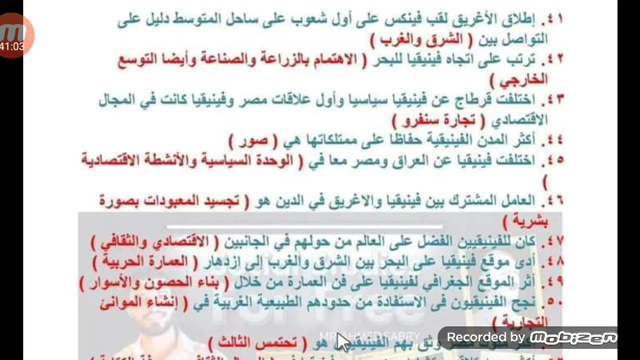 41:03
٤١. إطلاق الأغريق لقب فينكس على أول شعوب على ساحل المتوسط دليل على
التواصل بين ( الشرق والغرب )
٤٢. ترتب على اتجاه فينيقيا للبحر ( الاهتمام بالزراعة والصناعة وأيضا التوسع
الخارجي )
٤٣. اختلفت قرطاج عن فينيقيا سياسيا وأول علاقات مصر وفينيقيا كانت في المجال
الاقتصادي ( تجارة سنفرو )
٤٤. أكثر المدن الفينيقية حفاظا على ممتلكاتها هي ( صور )
٤٥. اختلفت فينيقيا عن العراق ومصر معا في ( الوحدة السياسية والأنشطة الاقتصادية
)
٤٦. العامل المشترك بين فينيقيا والاغريق في الدين هو ( تجسيد المعبودات بصورة
بشرية )
٤٧. كان للفينيقيين الفضل على العالم من حولهم في الجانبين ( الاقتصادي والثقافي )
٤٨. أدى موقع فينيقيا على البحر بين الشرق والغرب إلى ازدهار ( العمارة الحربية )
٤٩. أثر الموقع الجغرافي لفينيقيا على فن العمارة من خلال ( بناء الحصون والأسوار )
٥٠. نجح الفينيقيون فى الاستفادة من حدودهم الطبيعية الغربية في ( إنشاء الموانئ
التجارية )
وثق بهم الفينيقيون هو ( تحتمس الثالث )
Recorded by mobizen